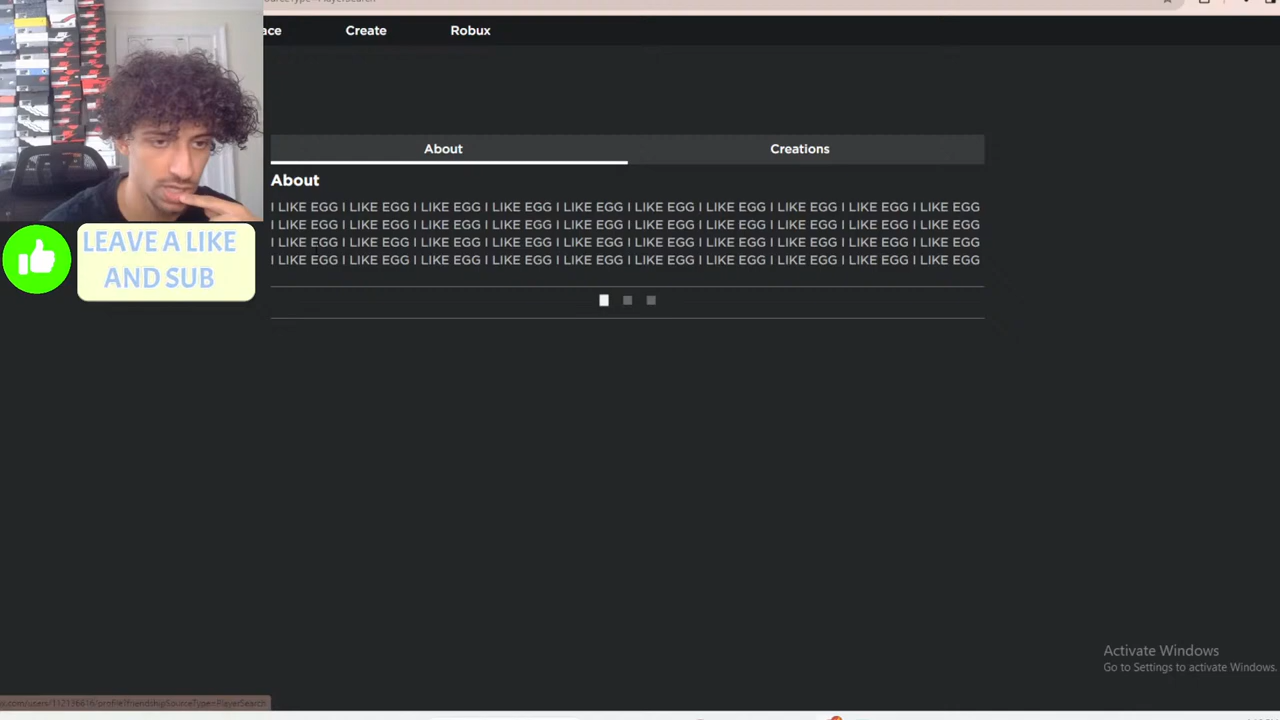 Create
Robux
About
Creations
About
I LIKE EGG I LIKE EGG I LIKE EGG I LIKE EGG I LIKE EGG I LIKE EGG I LIKE EGG I LIKE EGG I LIKE EGG I LIKE EGG
I LIKE EGG I LIKE EGG I LIKE EGG I LIKE EGG I LIKE EGG I LIKE EGG I LIKE EGG I LIKE EGG I LIKE EGG I LIKE EGG
I LIKE EGG I LIKE EGG I LIKE EGG I LIKE EGG I LIKE EGG I LIKE EGG I LIKE EGG I LIKE EGG I LIKE EGG I LIKE EGG
I LIKE EGG I LIKE EGG I LIKE EGG I LIKE EGG I LIKE EGG I LIKE EGG I LIKE EGG I LIKE EGG I LIKE EGG I LIKE EGG
LEAVE A LIKE
AND SUB
Activate Windows
Go to Settings to activate Windows.